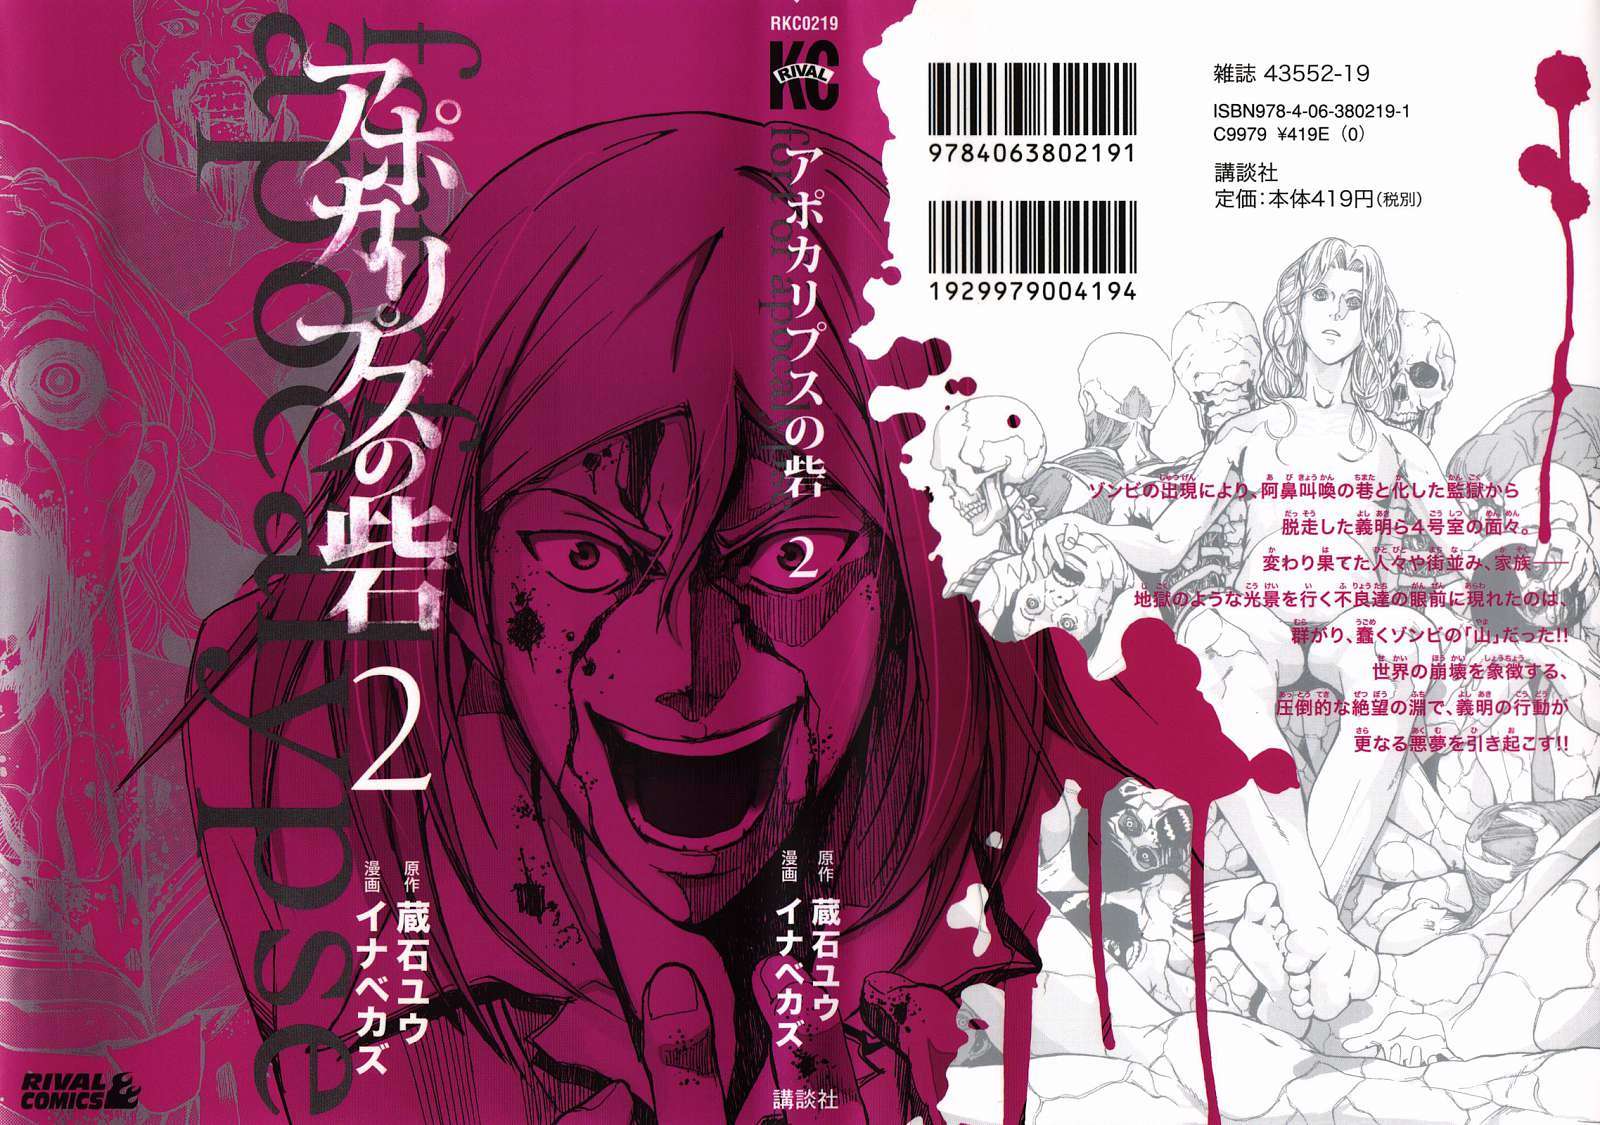 fort of apocalypse
アポカリプスの砦
2
原作 蔵石ユウ
漫画 イナベカズ
RIVAL
COMICS
RKC0219
KC
RIVAL
fort of apocalypse
アポカリプスの砦
2
原作 蔵石ユウ
漫画 イナベカズ
講談社
9784063802191
1929979004194
雑誌 43552-19
ISBN978-4-06-380219-1
C9979 ¥419E (0)
講談社
定価:本体419円(税別)
ゾンビの出現により、阿鼻叫喚の巷と化した監獄から
脱走した義明ら4号室の面々。
変わり果てた人々や街並み、家族――
地獄のような光景を行く不良達の眼前に現れたのは、
群がり、蠢くゾンビの「山」だった!!
世界の崩壊を象徴する、
圧倒的な絶望の淵で、義明の行動が
更なる悪夢を引き起こす!!